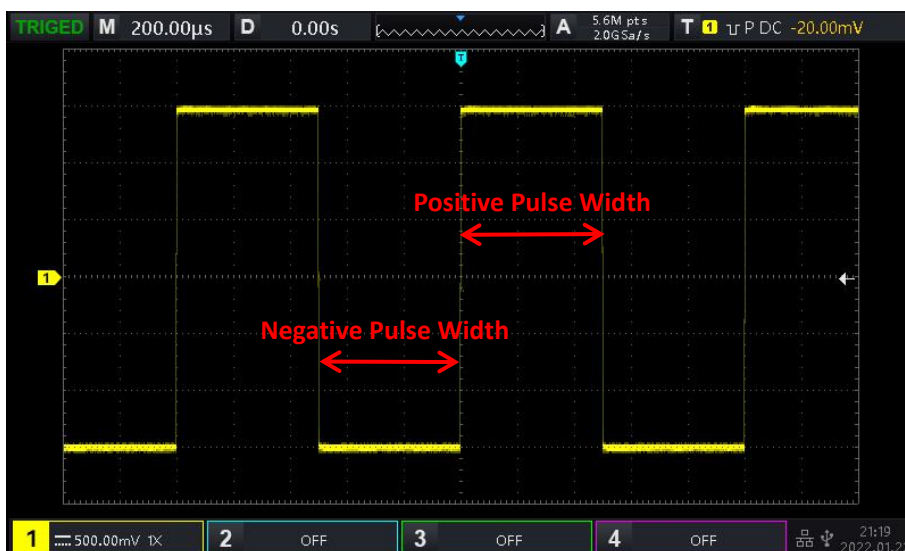 TRIGED M 200.00μs D 0.00s A 5.6M pts T 1 P DC -20.00mV
2.0GSa/s
T
Positive Pulse Width
1
Negative Pulse Width
1 500.00mV 1X 2 OFF 3 OFF 4 OFF 21:19